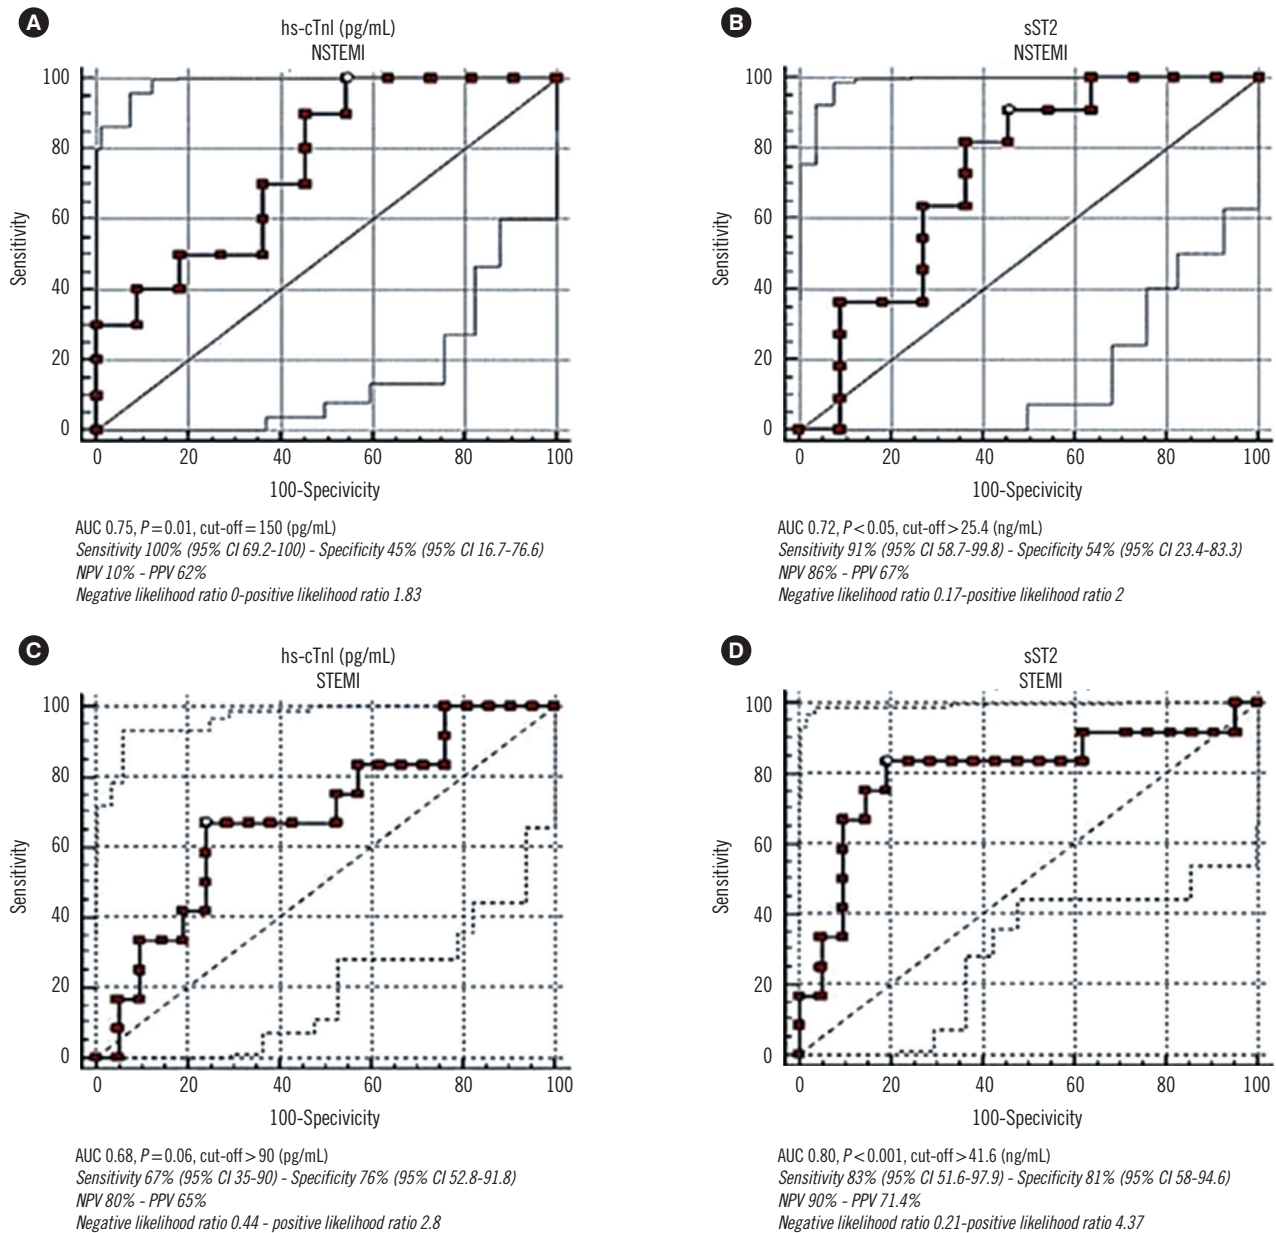 A
hs-cTnI (pg/mL)
NSTEMI
100
80
60
40
20
0
Sensitivity
0 20 40 60 80 100
100-Specivicity
AUC 0.75, P=0.01, cut-off=150 (pg/mL)
Sensitivity 100% (95% CI 69.2-100) - Specificity 45% (95% CI 16.7-76.6)
NPV 10% - PPV 62%
Negative likelihood ratio 0-positive likelihood ratio 1.83
B
sST2
NSTEMI
100
80
60
40
20
0
Sensitivity
0 20 40 60 80 100
100-Specivicity
AUC 0.72, P<0.05, cut-off>25.4 (ng/mL)
Sensitivity 91% (95% CI 58.7-99.8) - Specificity 54% (95% CI 23.4-83.3)
NPV 86% - PPV 67%
Negative likelihood ratio 0.17-positive likelihood ratio 2
C
hs-cTnI (pg/mL)
STEMI
100
80
60
40
20
0
Sensitivity
0 20 40 60 80 100
100-Specivicity
AUC 0.68, P=0.06, cut-off>90 (pg/mL)
Sensitivity 67% (95% CI 35-90) - Specificity 76% (95% CI 52.8-91.8)
NPV 80% - PPV 65%
Negative likelihood ratio 0.44 - positive likelihood ratio 2.8
D
sST2
STEMI
100
80
60
40
20
0
Sensitivity
0 20 40 60 80 100
100-Specivicity
AUC 0.80, P<0.001, cut-off>41.6 (ng/mL)
Sensitivity 83% (95% CI 51.6-97.9) - Specificity 81% (95% CI 58-94.6)
NPV 90% - PPV 71.4%
Negative likelihood ratio 0.21-positive likelihood ratio 4.37